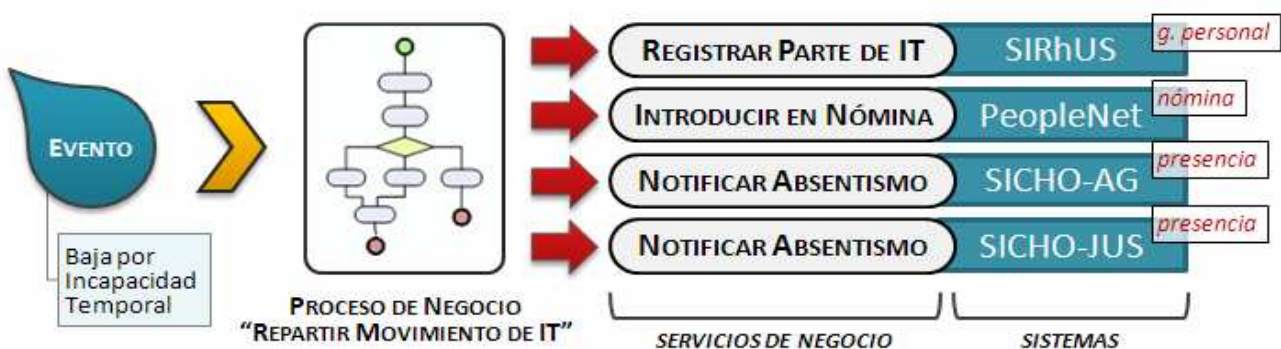 EVENTO
Baja por
Incapacidad
Temporal
PROCESO DE NEGOCIO
“REPARTIR MOVIMIENTO DE IT”
REGISTRAR PARTE DE IT
SIRhUS
g. personal
INTRODUCIR EN NÓMINA
PeopleNet
nómina
NOTIFICAR ABSENTISMO
SICHO-AG
presencia
NOTIFICAR ABSENTISMO
SICHO-JUS
presencia
SERVICIOS DE NEGOCIO
SISTEMAS